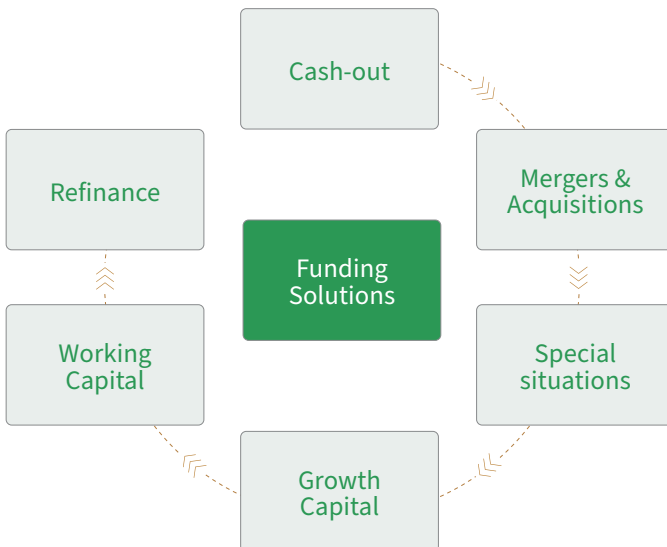 Cash-out
Mergers &
Acquisitions
Special
situations
Growth
Capital
Working
Capital
Refinance
Funding
Solutions